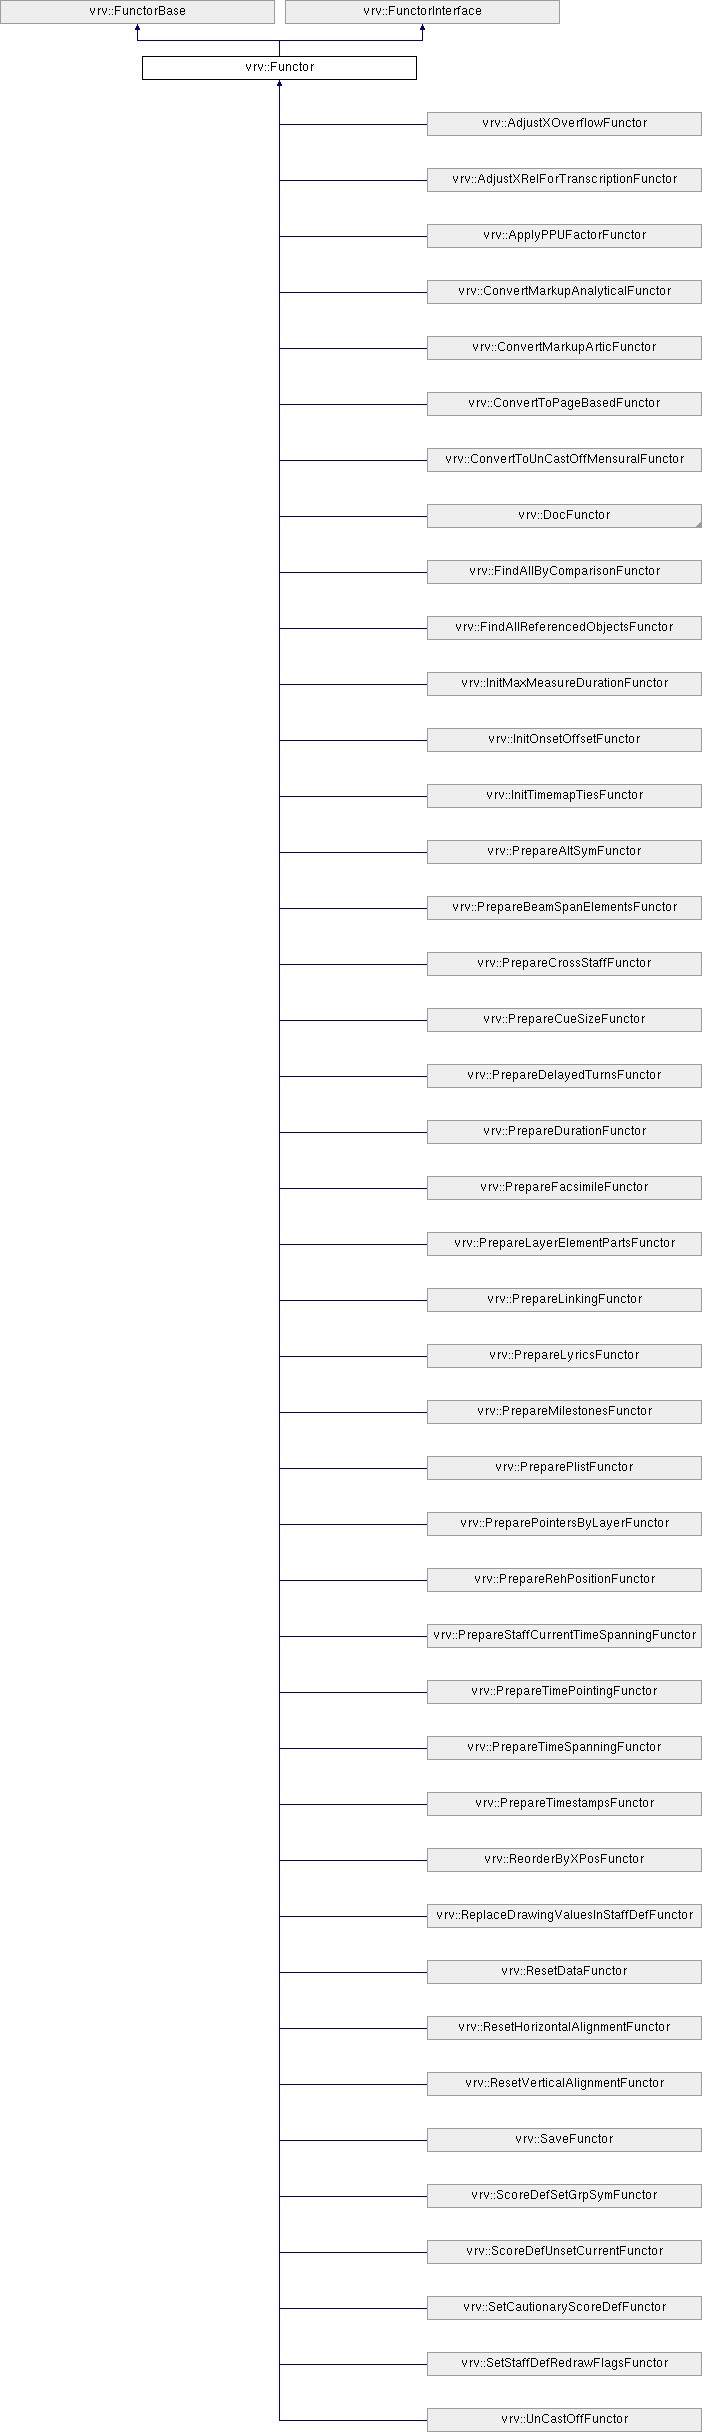 vrv::FunctorBase
vrv::FunctorInterface
vrv::Functor
vrv::AdjustXOverflowFunctor
vrv::AdjustXRelForTranscriptionFunctor
vrv::ApplyPPUFactorFunctor
vrv::ConvertMarkupAnalyticalFunctor
vrv::ConvertMarkupArticFunctor
vrv::ConvertToPageBasedFunctor
vrv::ConvertToUnCastOffMensuralFunctor
vrv::DocFunctor
vrv::FindAllByComparisonFunctor
vrv::FindAllReferencedObjectsFunctor
vrv::InitMaxMeasureDurationFunctor
vrv::InitOnsetOffsetFunctor
vrv::InitTimemapTiesFunctor
vrv::PrepareAltSymFunctor
vrv::PrepareBeamSpanElementsFunctor
vrv::PrepareCrossStaffFunctor
vrv::PrepareCueSizeFunctor
vrv::PrepareDelayedTurnsFunctor
vrv::PrepareDurationFunctor
vrv::PrepareFacsimileFunctor
vrv::PrepareLayerElementPartsFunctor
vrv::PrepareLinkingFunctor
vrv::PrepareLyricsFunctor
vrv::PrepareMilestonesFunctor
vrv::PreparePlistFunctor
vrv::PreparePointersByLayerFunctor
vrv::PrepareRehPositionFunctor
vrv::PrepareStaffCurrentTimeSpanningFunctor
vrv::PrepareTimePointingFunctor
vrv::PrepareTimeSpanningFunctor
vrv::PrepareTimestampsFunctor
vrv::ReorderByXPosFunctor
vrv::ReplaceDrawingValuesInStaffDefFunctor
vrv::ResetDataFunctor
vrv::ResetHorizontalAlignmentFunctor
vrv::ResetVerticalAlignmentFunctor
vrv::SaveFunctor
vrv::ScoreDefSetGrpSymFunctor
vrv::ScoreDefUnsetCurrentFunctor
vrv::SetCautionaryScoreDefFunctor
vrv::SetStaffDefRedrawFlagsFunctor
vrv::UnCastOffFunctor